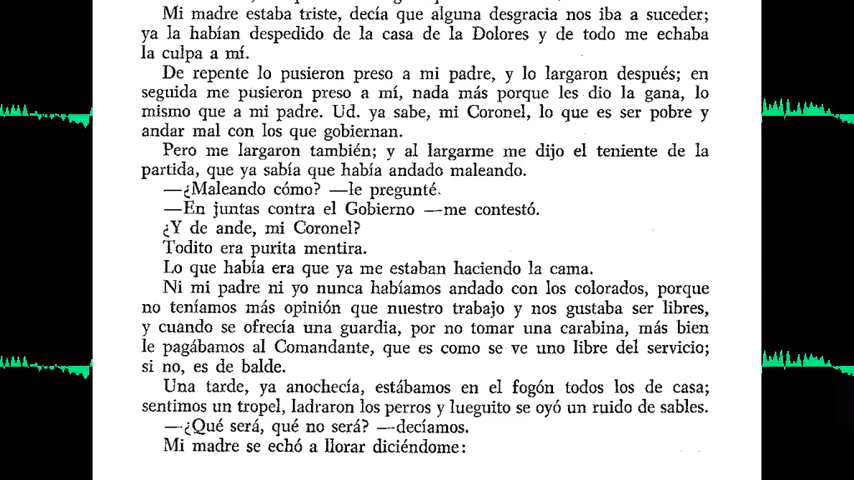 Mi madre estaba triste, decía que alguna desgracia nos iba a suceder;
ya la habían despedido de la casa de la Dolores y de todo me echaba
la culpa a mí.
De repente lo pusieron preso a mi padre, y lo largaron después; en
seguida me pusieron preso a mí, nada más porque les dio la gana, lo
mismo que a mi padre. Ud. ya sabe, mi Coronel, lo que es ser pobre y
andar mal con los que gobiernan.
Pero me largaron también; y al largarme me dijo el teniente de la
partida, que ya sabía que había andado maleando.
—¿Maleando cómo? —le pregunté.
—En juntas contra el Gobierno —me contestó.
¿Y de ande, mi Coronel?
Todito era purita mentira.
Lo que había era que ya me estaban haciendo la cama.
Ni mi padre ni yo nunca habíamos andado con los colorados, porque
no teníamos más opinión que nuestro trabajo y nos gustaba ser libres,
y cuando se ofrecía una guardia, por no tomar una carabina, más bien
le pagábamos al Comandante, que es como se ve uno libre del servicio;
si no, es de balde.
Una tarde, ya anochecía, estábamos en el fogón todos los de casa;
sentimos un tropel, ladraron los perros y lueguito se oyó un ruido de sables.
—¿Qué será, qué no será? —decíamos.
Mi madre se echó a llorar diciéndome: